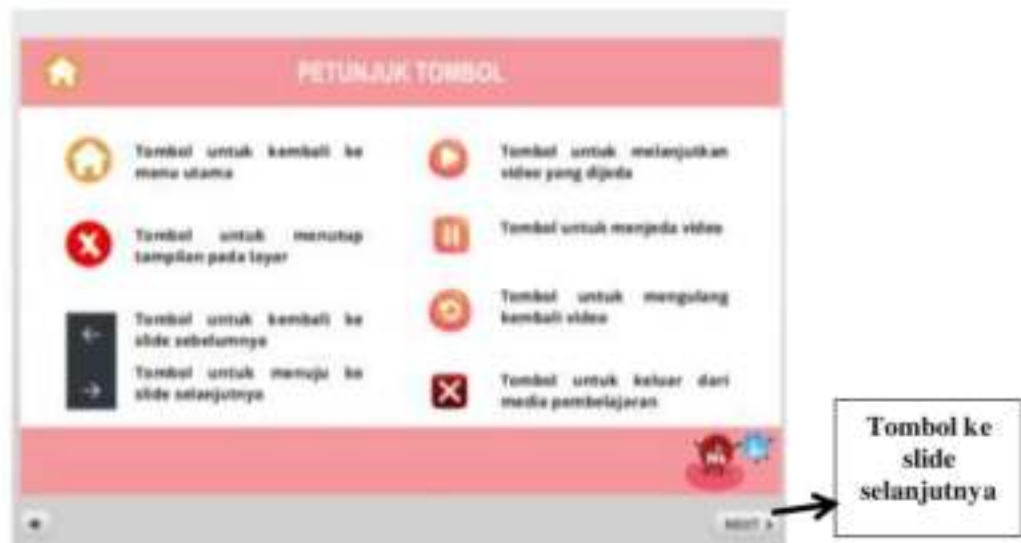 PETUNJUK TOMBOL
Tombol untuk kembali ke
menu utama
Tombol untuk menutup
tampilan pada layar
Tombol untuk kembali ke
slide sebelumnya
Tombol untuk menuju ke
slide selanjutnya
Tombol untuk melanjutkan
video yang dijeda
Tombol untuk menjeda video
Tombol untuk mengulang
kembali video
Tombol untuk keluar dari
media pembelajaran
NEXT
Tombol ke
slide
selanjutnya